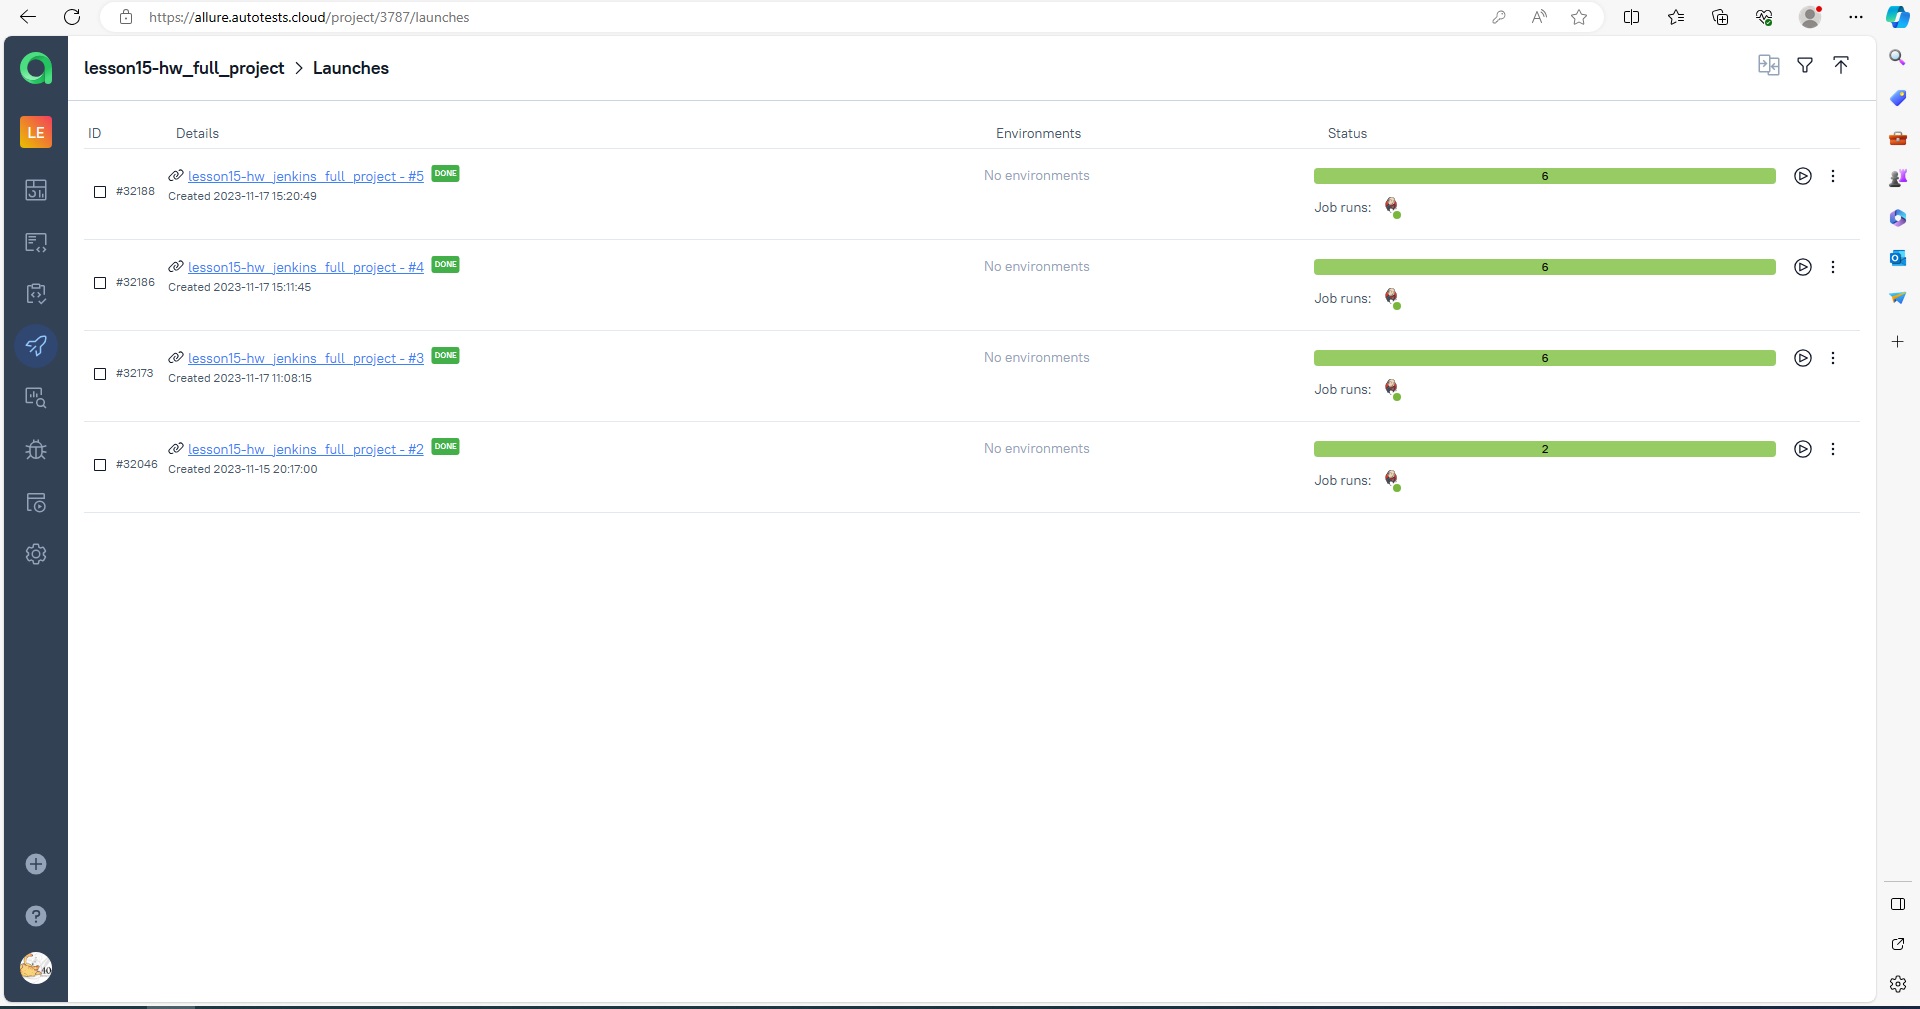 https://allure.autotests.cloud/project/3787/launches
lesson15-hw_full_project > Launches
LE
ID Details Environments Status
lesson15-hw_jenkins_full_project - #5 DONE No environments 6
#32188
Created 2023-11-17 15:20:49
Job runs:
lesson15-hw_jenkins_full_project - #4 DONE No environments 6
#32186
Created 2023-11-17 15:11:45
Job runs:
lesson15-hw_jenkins_full_project - #3 DONE No environments 6
#32173
Created 2023-11-17 11:08:15
Job runs:
lesson15-hw_jenkins_full_project - #2 DONE No environments 2
#32046
Created 2023-11-15 20:17:00
Job runs: